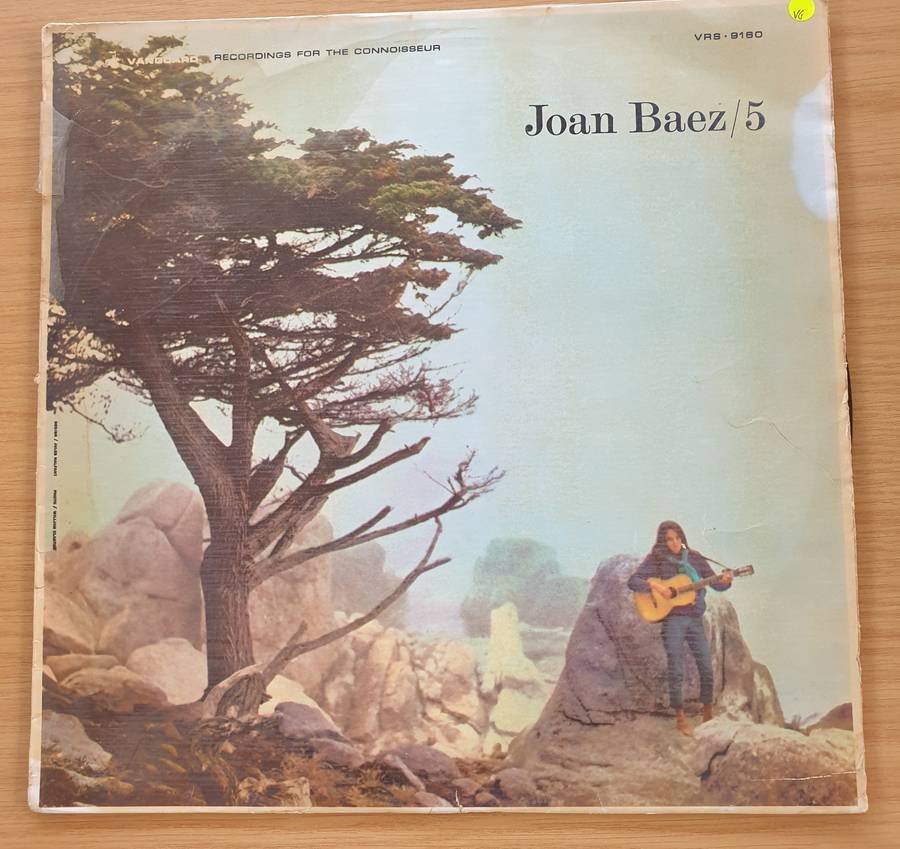 VANGUARD RECORDINGS FOR THE CONNOISSEUR
VRS·9160
VG
Joan Baez/5